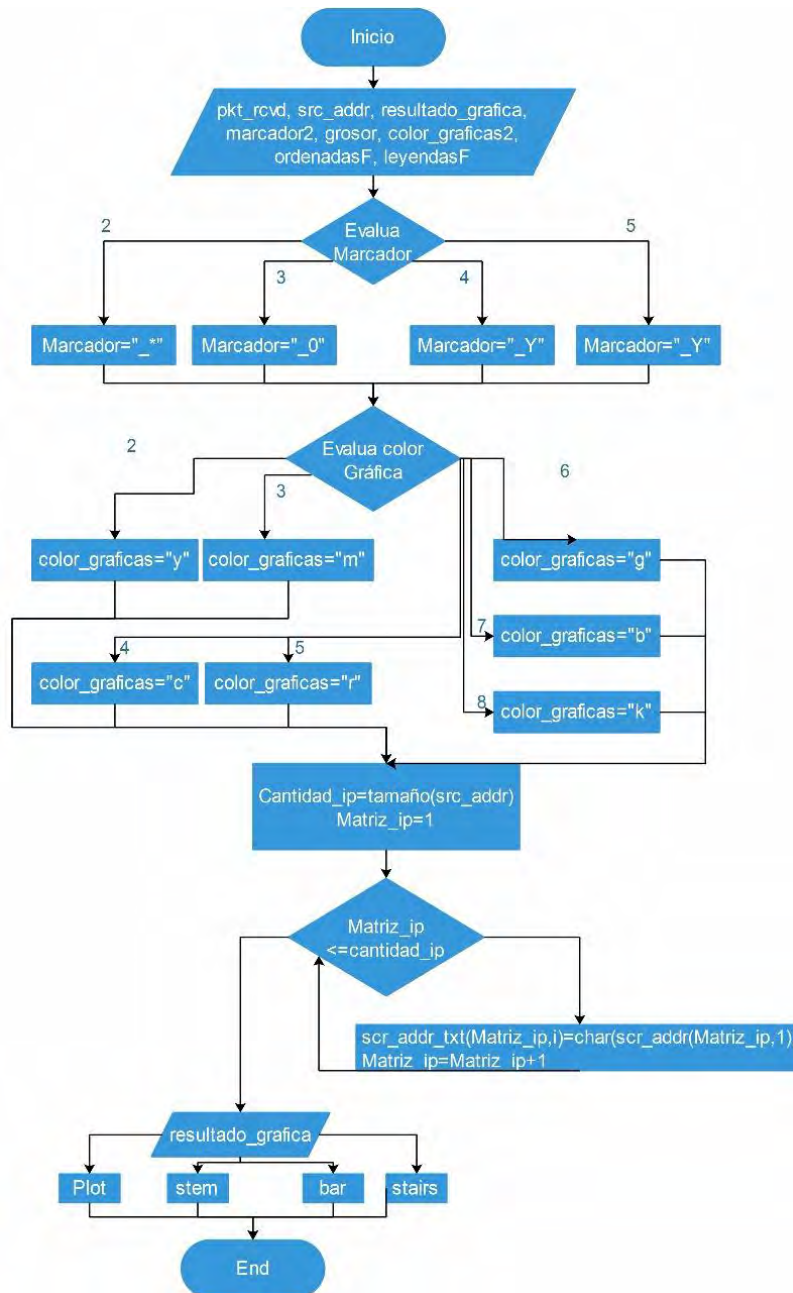 Inicio
pkt_rcvd, src_addr, resultado_grafica,
marcador2, grosor, color_graficas2,
ordenadasF, leyendasF
Evalua
Marcador
2
3
4
5
Marcador="_*"
Marcador="_0"
Marcador="_Y"
Marcador="_Y"
Evalua color
Gráfica
2
3
6
color_graficas="y"
color_graficas="m"
color_graficas="g"
4
5
7
color_graficas="b"
color_graficas="c"
color_graficas="r"
8
color_graficas="k"
Cantidad_ip=tamaño(src_addr)
Matriz_ip=1
Matriz_ip
<=cantidad_ip
scr_addr_txt(Matriz_ip,i)=char(scr_addr(Matriz_ip,1)
Matriz_ip=Matriz_ip+1
resultado_grafica
Plot
stem
bar
stairs
End